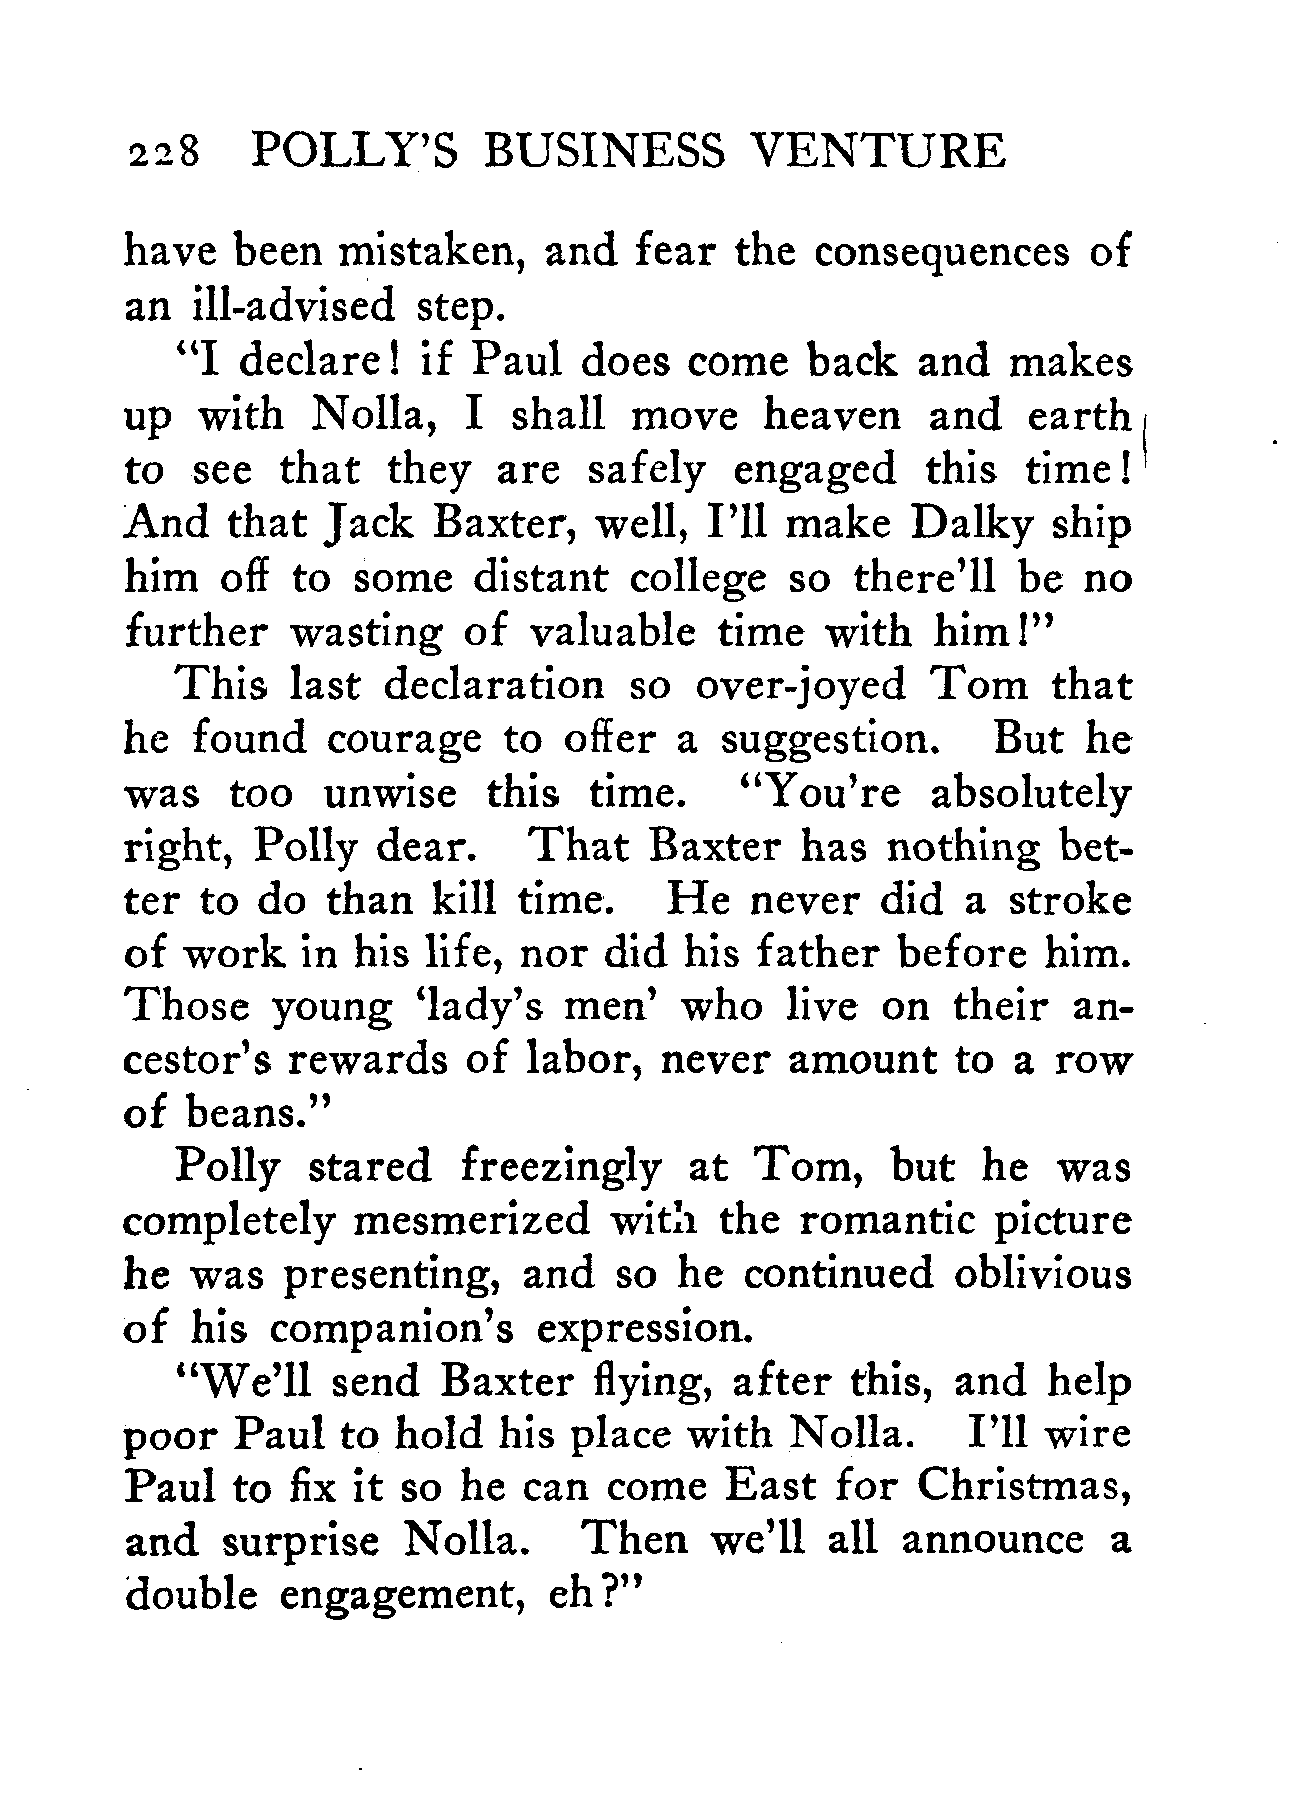 228 POLLY'S BUSINESS VENTURE
have been mistaken, and fear the consequences of
an ill-advised step.
"I declare! if Paul does come back and makes
up with Nolla, I shall move heaven and earth
to see that they are safely engaged this time!
And that Jack Baxter, well, I'll make Dalky ship
him off to some distant college so there'll be no
further wasting of valuable time with him!"
This last declaration so over-joyed Tom that
he found courage to offer a suggestion. But he
was too unwise this time. "You're absolutely
right, Polly dear. That Baxter has nothing bet-
ter to do than kill time. He never did a stroke
of work in his life, nor did his father before him.
Those young 'lady's men' who live on their an-
cestor's rewards of labor, never amount to a row
of beans."
Polly stared freezingly at Tom, but he was
completely mesmerized with the romantic picture
he was presenting, and so he continued oblivious
of his companion's expression.
"We'll send Baxter flying, after this, and help
poor Paul to hold his place with Nolla. I'll wire
Paul to fix it so he can come East for Christmas,
and surprise Nolla. Then we'll all announce a
double engagement, eh?"